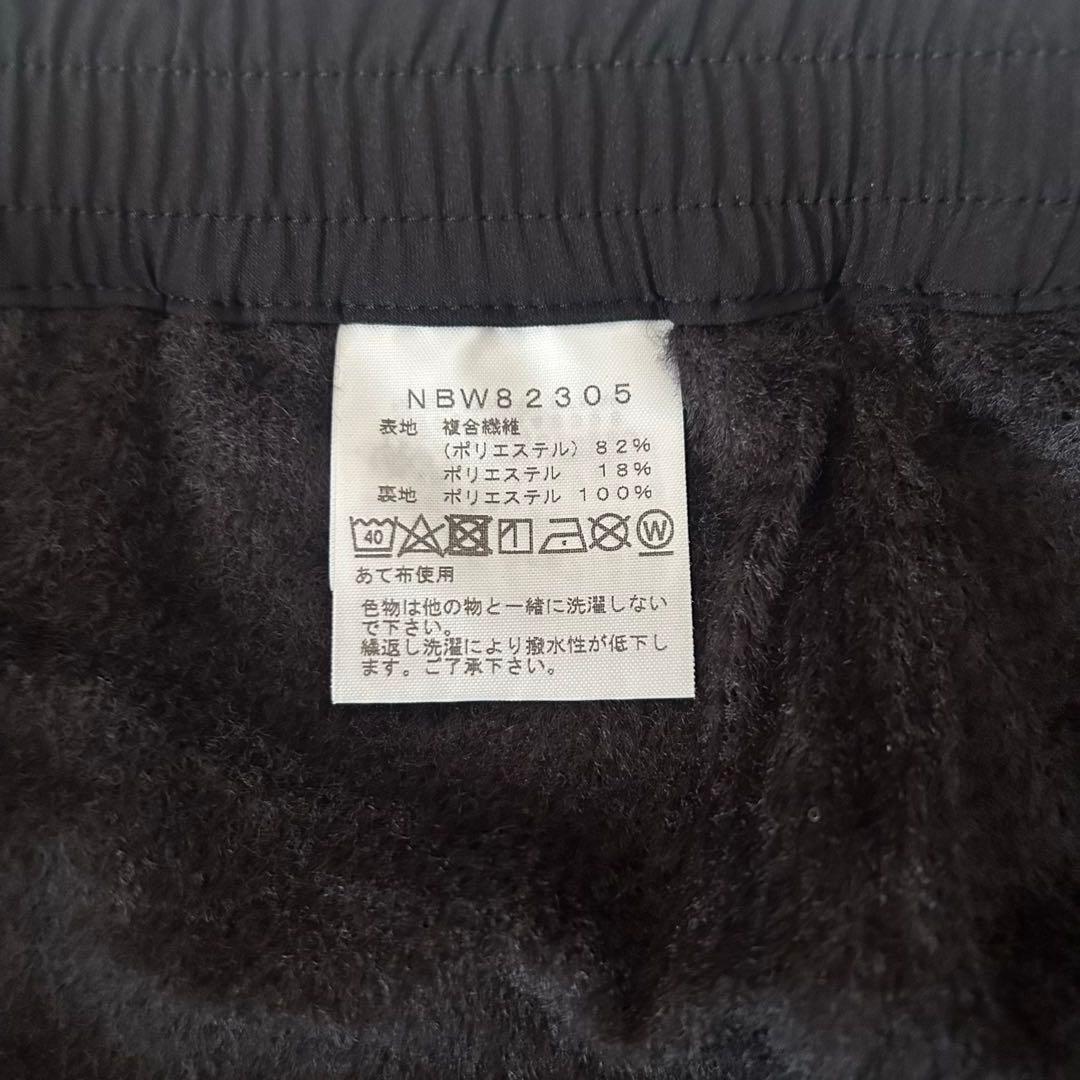 NBW82305
表地 複合繊維
(ポリエステル) 82%
ポリエステル 18%
裏地 ポリエステル 100%
40 W
あて布使用
色物は他の物と一緒に洗濯しない
で下さい。
繰返し洗濯により撥水性が低下し
ます。ご了承下さい。